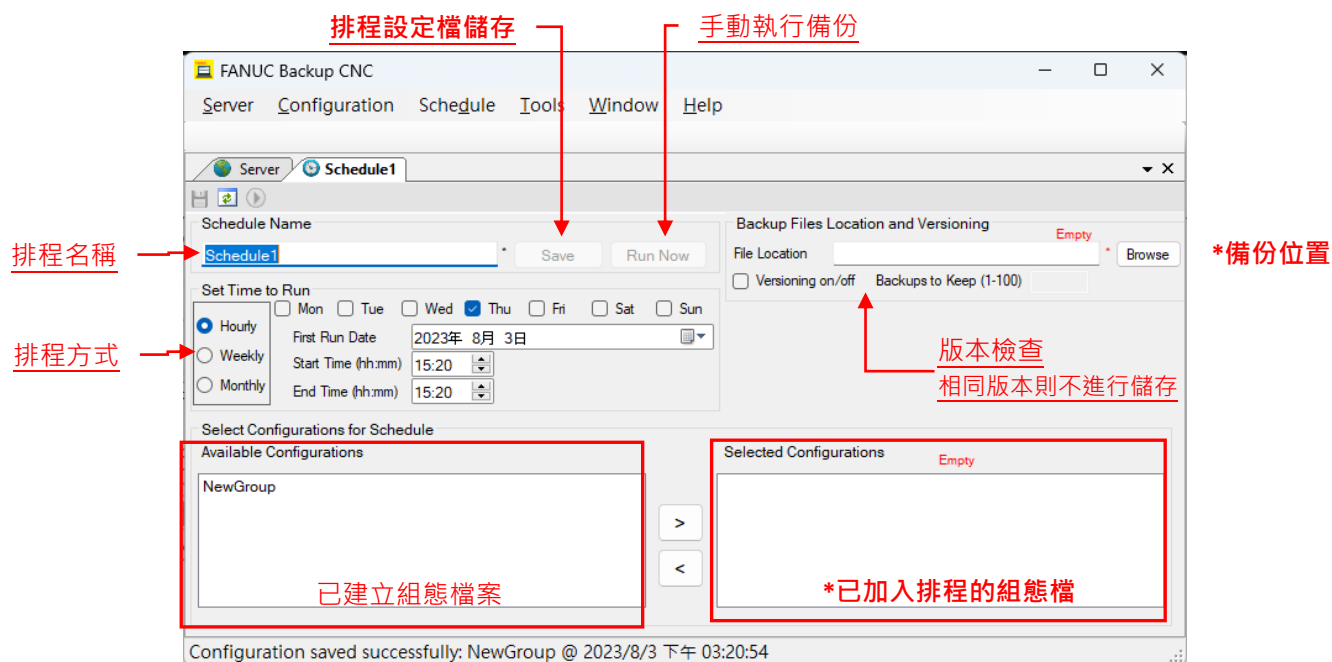 排程設定檔儲存
手動執行備份
FANUC Backup CNC
Server Configuration Schedule Tools Window Help
Server Schedule1
Schedule Name
Backup Files Location and Versioning
Empty
排程名稱
Schedule1 * Save Run Now
File Location * Browse
*備份位置
Versioning on/off Backups to Keep (1-100)
Set Time to Run
Mon Tue Wed Thu Fri Sat Sun
Hourly
First Run Date 2023年 8月 3日
排程方式
Weekly
Start Time (hh:mm) 15:20
Monthly
End Time (hh:mm) 15:20
版本檢查
相同版本則不進行儲存
Select Configurations for Schedule
Available Configurations
Selected Configurations
Empty
NewGroup
>
<
已建立組態檔案
*已加入排程的組態檔
Configuration saved successfully: NewGroup @ 2023/8/3 下午 03:20:54